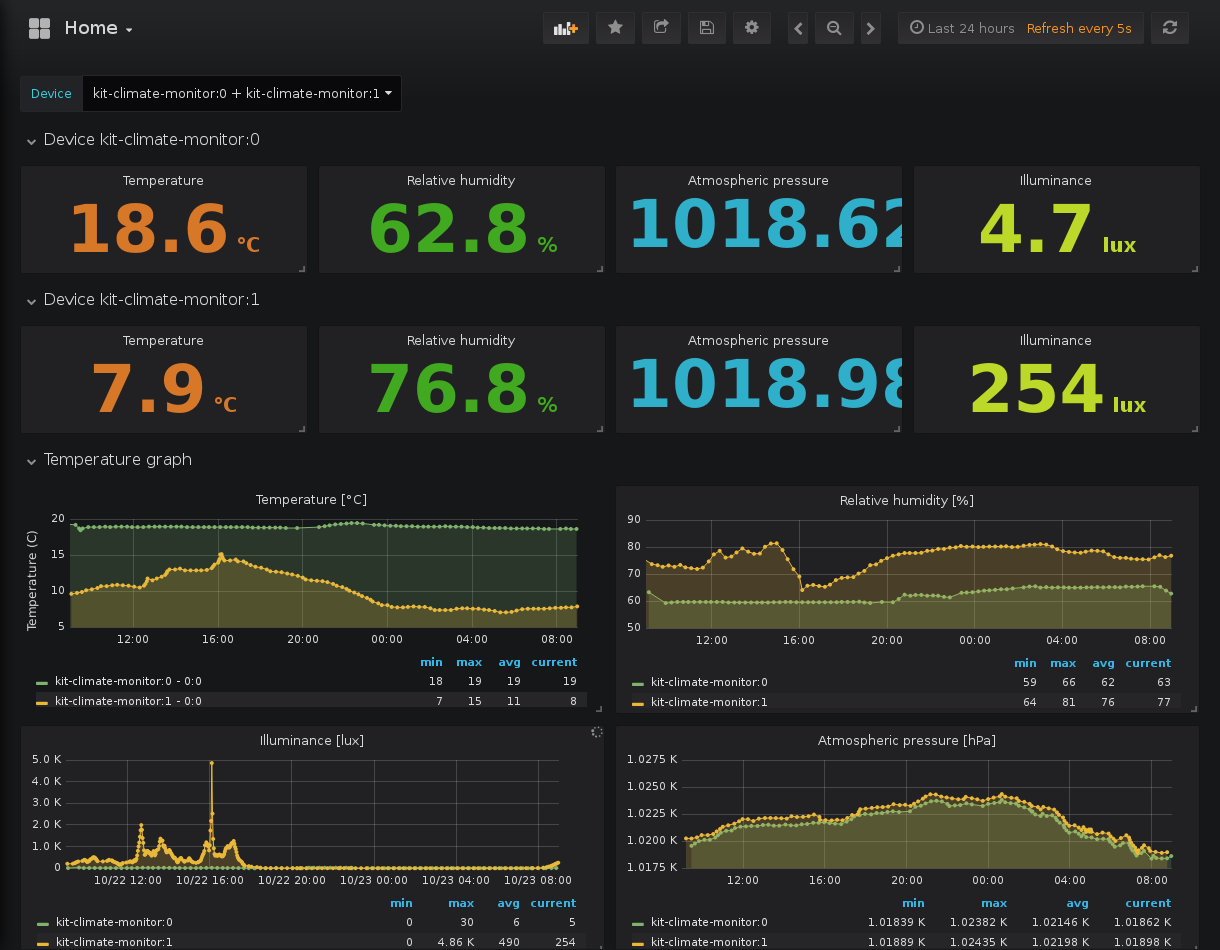 Home
Last 24 hours Refresh every 5s
Device kit-climate-monitor:0 + kit-climate-monitor:1
Device kit-climate-monitor:0
Temperature Relative humidity Atmospheric pressure Illuminance
18.6 °C 62.8 % 1018.62 4.7 lux
Device kit-climate-monitor:1
Temperature Relative humidity Atmospheric pressure Illuminance
7.9 °C 76.8 % 1018.98 254 lux
Temperature graph
Temperature [°C]
Temperature (C)
20
15
10
5
12:00 16:00 20:00 00:00 04:00 08:00
min max avg current
kit-climate-monitor:0 - 0:0 18 19 19 19
kit-climate-monitor:1 - 0:0 7 15 11 8
Relative humidity [%]
90
80
70
60
50
12:00 16:00 20:00 00:00 04:00 08:00
min max avg current
kit-climate-monitor:0 59 66 62 63
kit-climate-monitor:1 64 81 76 77
Illuminance [lux]
5.0 K
4.0 K
3.0 K
2.0 K
1.0 K
0
10/22 12:00 10/22 16:00 10/22 20:00 10/23 00:00 10/23 04:00 10/23 08:00
min max avg current
kit-climate-monitor:0 0 30 6 5
kit-climate-monitor:1 0 4.86 K 490 254
Atmospheric pressure [hPa]
1.0275 K
1.0250 K
1.0225 K
1.0200 K
1.0175 K
12:00 16:00 20:00 00:00 04:00 08:00
min max avg current
kit-climate-monitor:0 1.01839 K 1.02382 K 1.02146 K 1.01862 K
kit-climate-monitor:1 1.01889 K 1.02435 K 1.02198 K 1.01898 K